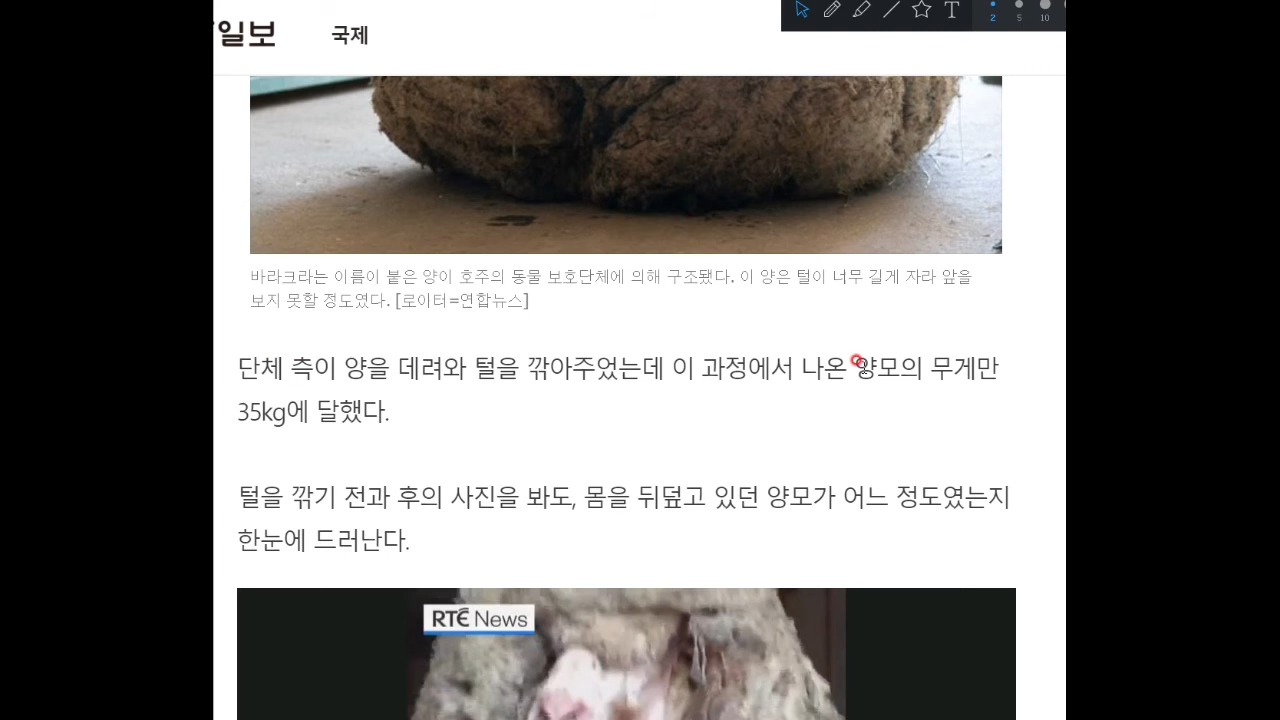 일보
국제
T
2 5 10
바라크라는 이름이 붙은 양이 호주의 동물 보호단체에 의해 구조됐다. 이 양은 털이 너무 길게 자라 앞을
보지 못할 정도였다. [로이터=연합뉴스]
단체 측이 양을 데려와 털을 깎아주었는데 이 과정에서 나온 양모의 무게만
35kg에 달했다.
털을 깎기 전과 후의 사진을 봐도, 몸을 뒤덮고 있던 양모가 어느 정도였는지
한눈에 드러난다.
RTÉ News